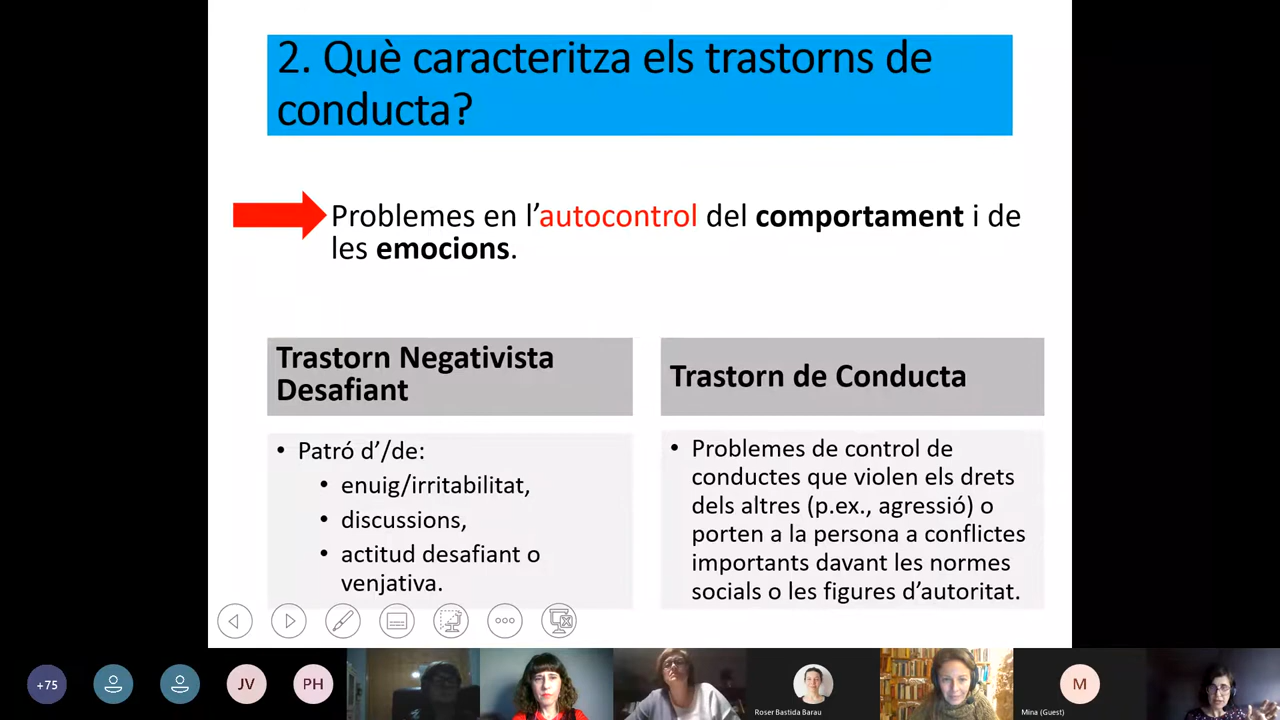 2. Què caracteritza els trastorns de
conducta?
Problemes en l’autocontrol del comportament i de
les emocions.
Trastorn Negativista
Desafiant
• Patró d’/de:
• enuig/irritabilitat,
• discussions,
• actitud desafiant o
venjativa.
Trastorn de Conducta
• Problemes de control de
conductes que violen els drets
dels altres (p.ex., agressió) o
porten a la persona a conflictes
importants davant les normes
socials o les figures d’autoritat.
+75
JV
PH
Roser Bastida Barau
M
Mina (Guest)